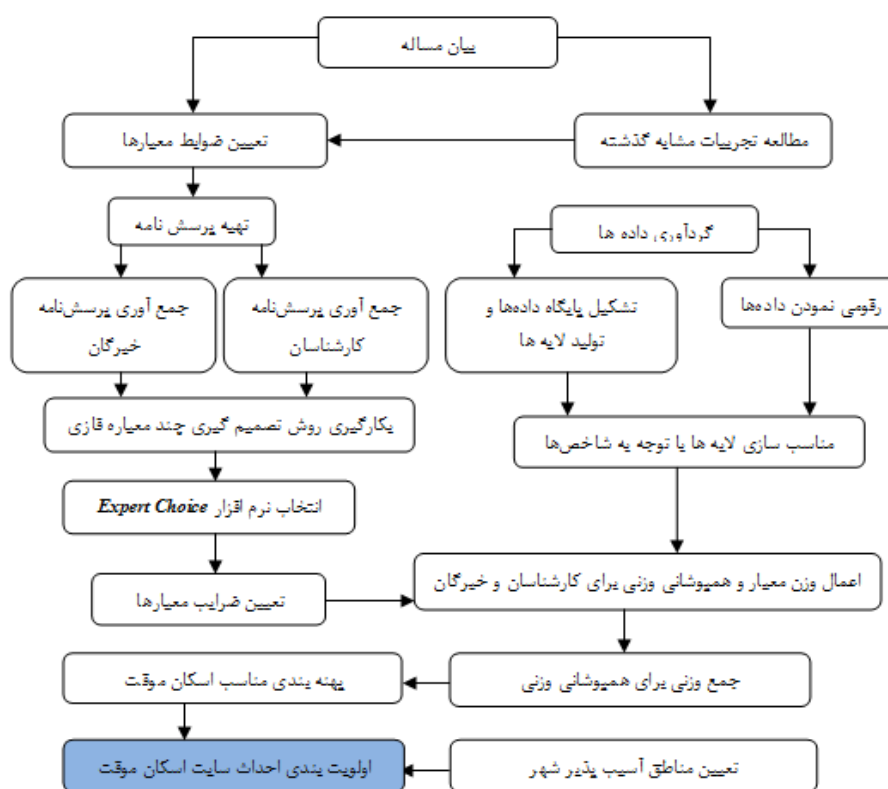 بیان مساله
مطالعه تجربیات مشابه گذشته
تعیین ضوابط معیارها
تهیه پرسش نامه
گردآوری داده ها
جمع آوری پرسش‌نامه
خبرگان
جمع آوری پرسش‌نامه
کارشناسان
تشکیل پایگاه داده‌ها و
تولید لایه ها
رقومی نمودن داده‌ها
بکارگیری روش تصمیم گیری چند معیاره فازی
مناسب سازی لایه ها با توجه به شاخص‌ها
انتخاب نرم افزار Expert Choice
تعیین ضرایب معیارها
اعمال وزن معیار و همپوشانی وزنی برای کارشناسان و خبرگان
جمع وزنی برای همپوشانی وزنی
پهنه بندی مناسب اسکان موقت
تعیین مناطق آسیب پذیر شهر
اولویت بندی احداث سایت اسکان موقت